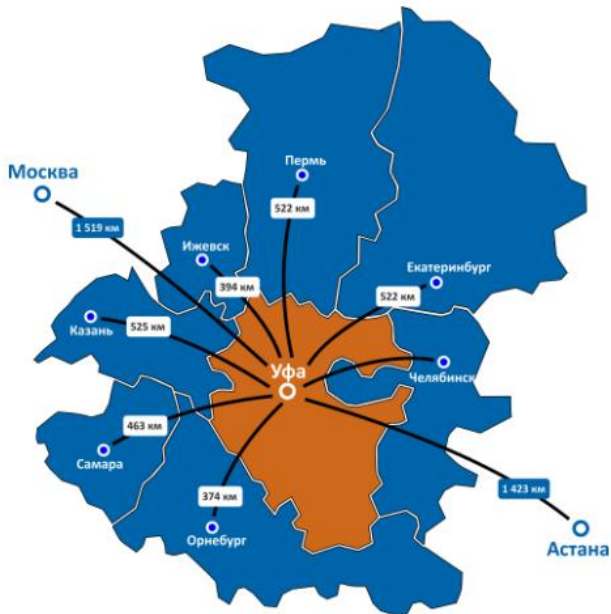 Пермь
Москва
522 км
1 519 км
Ижевск
Екатеринбург
394 км
522 км
Казань
525 км
Уфа
Челябинск
463 км
Самара
374 км
1 423 км
Орнебург
Астана